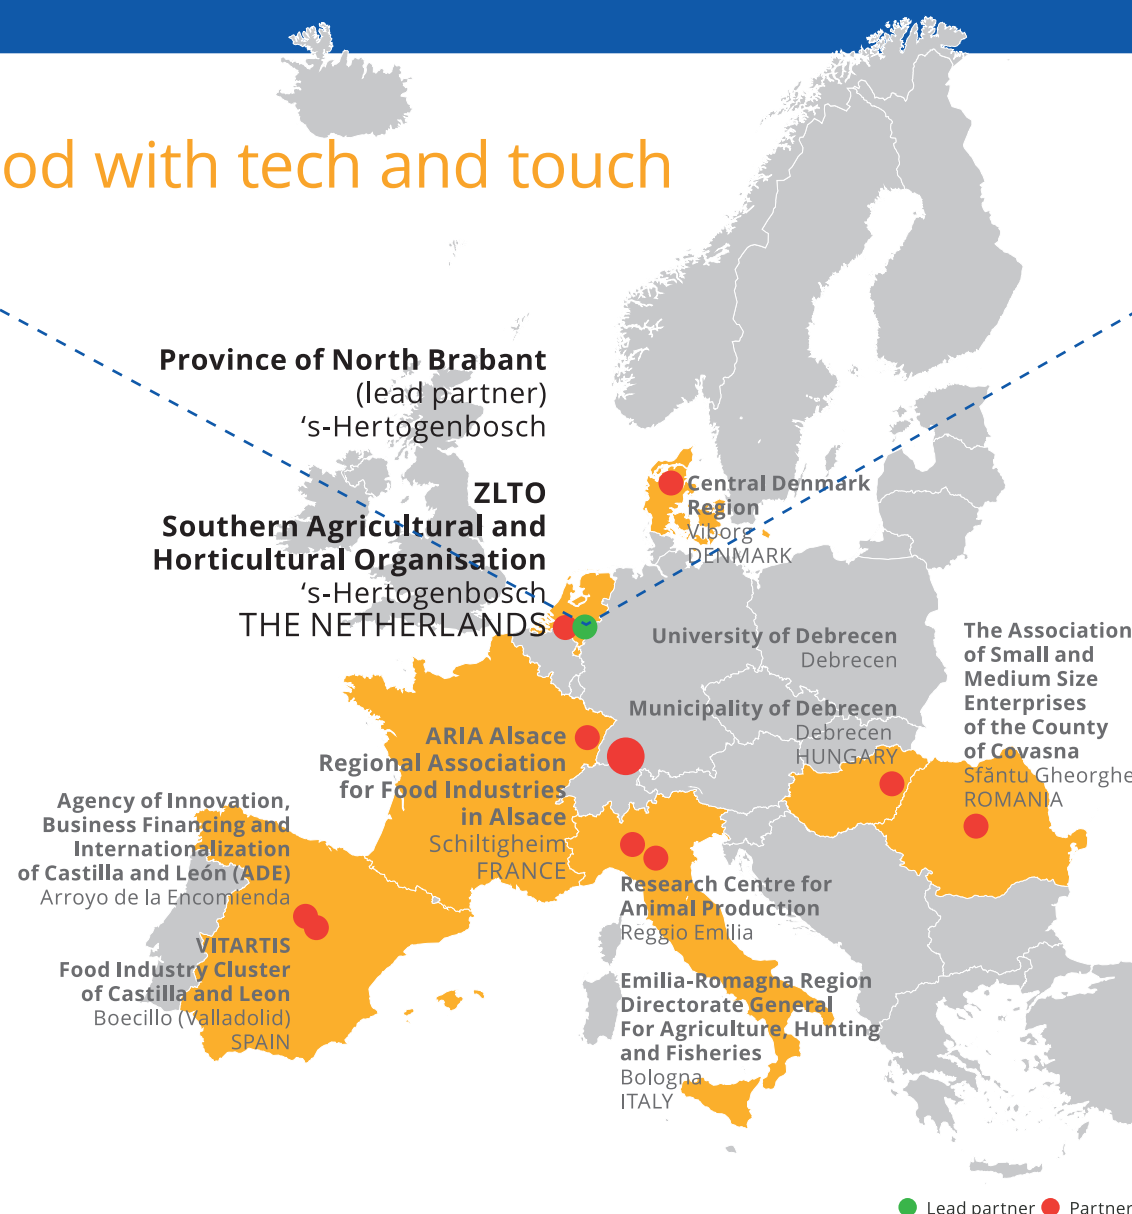 od with tech and touch
Province of North Brabant
(lead partner)
‘s-Hertogenbosch
ZLTO
Southern Agricultural and
Horticultural Organisation
‘s-Hertogenbosch
THE NETHERLANDS
Central Denmark
Region
Viborg
DENMARK
University of Debrecen
Debrecen
Municipality of Debrecen
Debrecen
HUNGARY
The Association
of Small and
Medium Size
Enterprises
of the County
of Covasna
Sfăntu Gheorghe
ROMANIA
ARIA Alsace
Regional Association
for Food Industries
in Alsace
Schiltigheim
FRANCE
Agency of Innovation,
Business Financing and
Internationalization
of Castilla and León (ADE)
Arroyo de la Encomienda
VITARTIS
Food Industry Cluster
of Castilla and Leon
Boecillo (Valladolid)
SPAIN
Research Centre for
Animal Production
Reggio Emilia
Emilia-Romagna Region
Directorate General
For Agriculture, Hunting
and Fisheries
Bologna
ITALY
Lead partner
Partner